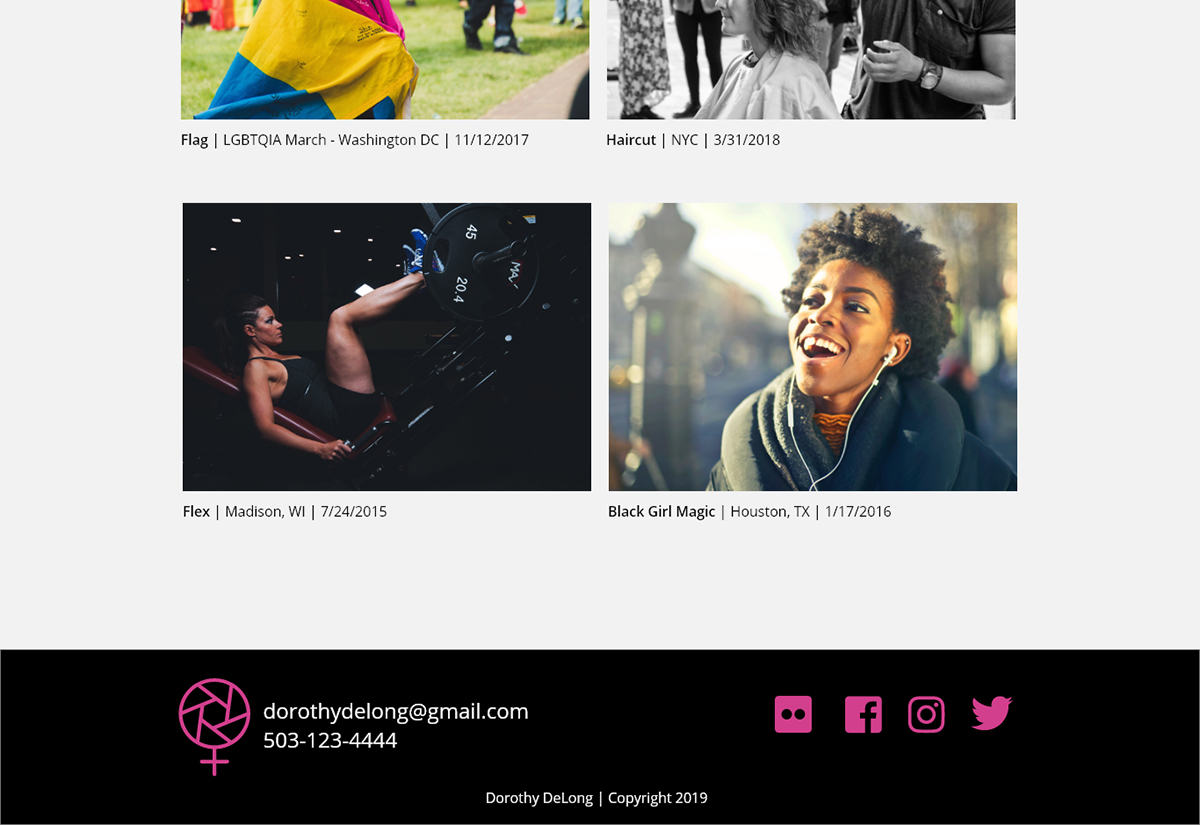 Flag | LGBTQIA March - Washington DC | 11/12/2017
Haircut | NYC | 3/31/2018
45
20.4
Flex | Madison, WI | 7/24/2015
Black Girl Magic | Houston, TX | 1/17/2016
dorothydelong@gmail.com
503-123-4444
Dorothy DeLong | Copyright 2019